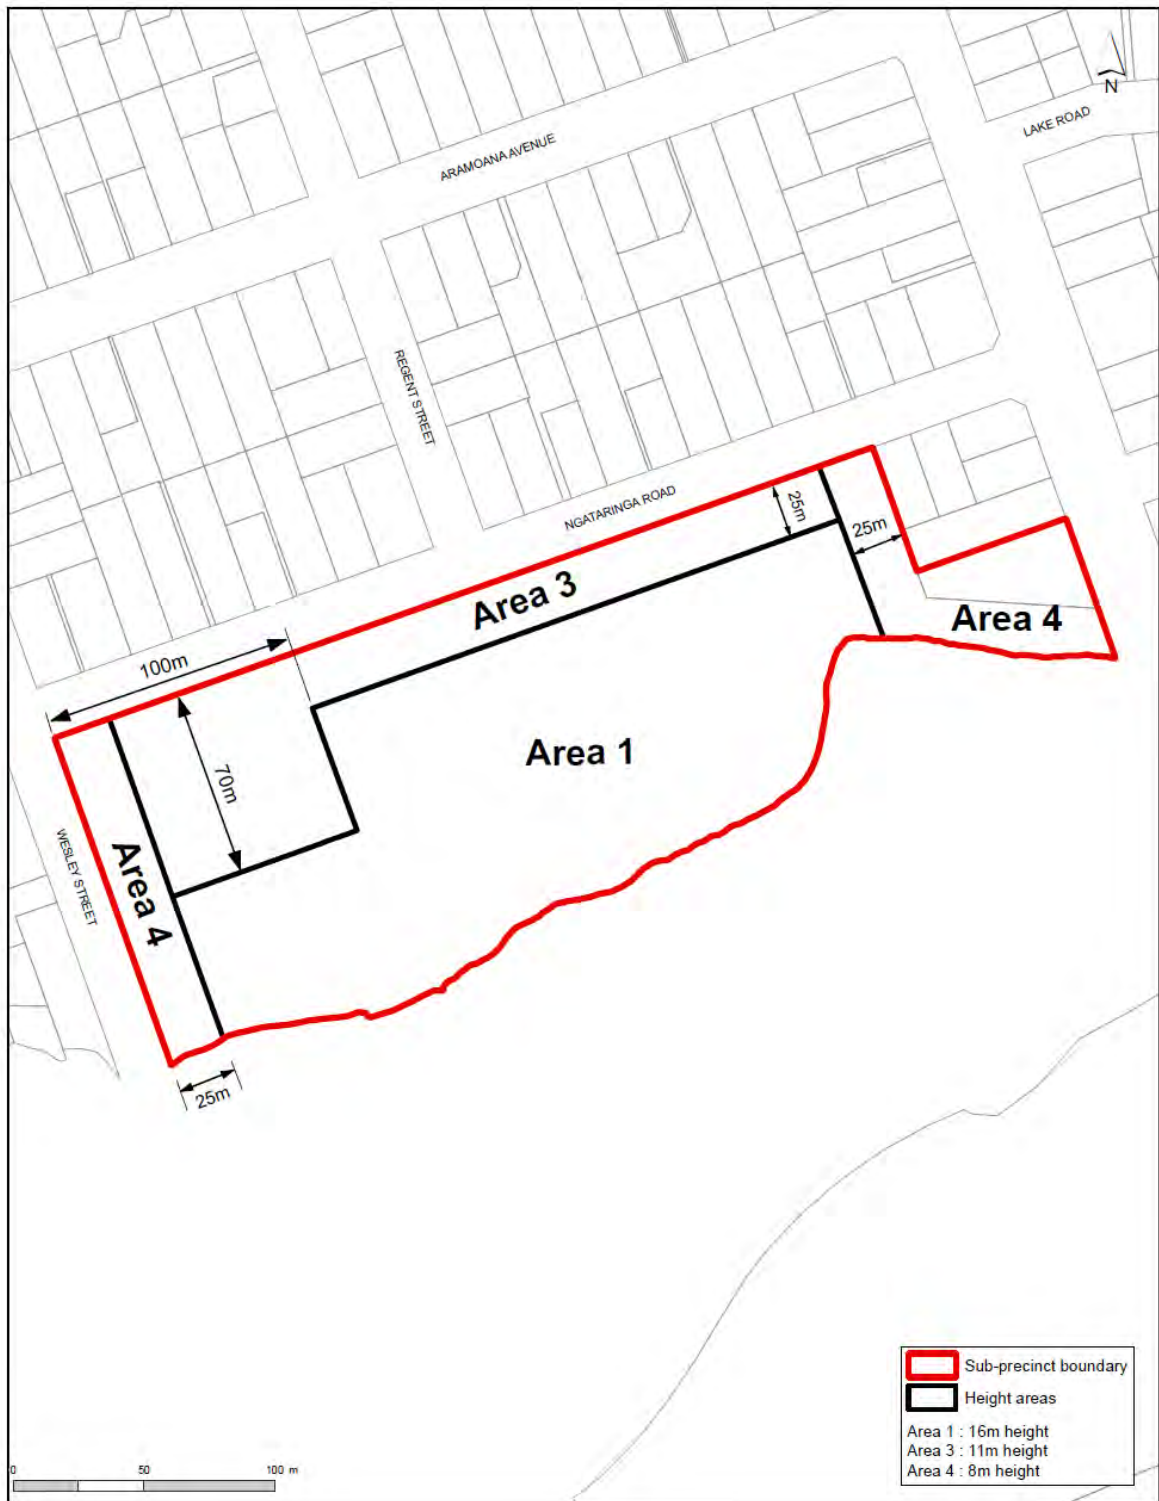 N
LAKE ROAD
ARAMOANA AVENUE
REGENT STREET
NGATARINGA ROAD
25m
25m
Area 3
Area 4
100m
Area 1
70m
WESLEY STREET
Area 4
25m
Sub-precinct boundary
Height areas
Area 1 : 16m height
Area 3 : 11m height
Area 4 : 8m height
0 50 100 m